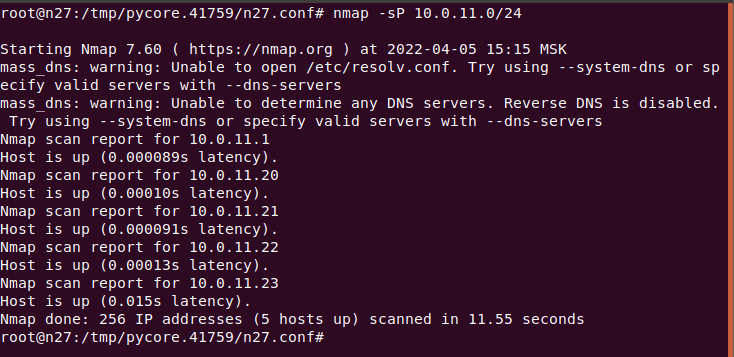 root@n27:/tmp/pycore.41759/n27.conf# nmap -sP 10.0.11.0/24

Starting Nmap 7.60 ( https://nmap.org ) at 2022-04-05 15:15 MSK
mass_dns: warning: Unable to open /etc/resolv.conf. Try using --system-dns or sp
ecify valid servers with --dns-servers
mass_dns: warning: Unable to determine any DNS servers. Reverse DNS is disabled.
 Try using --system-dns or specify valid servers with --dns-servers
Nmap scan report for 10.0.11.1
Host is up (0.000089s latency).
Nmap scan report for 10.0.11.20
Host is up (0.00010s latency).
Nmap scan report for 10.0.11.21
Host is up (0.000091s latency).
Nmap scan report for 10.0.11.22
Host is up (0.00013s latency).
Nmap scan report for 10.0.11.23
Host is up (0.015s latency).
Nmap done: 256 IP addresses (5 hosts up) scanned in 11.55 seconds
root@n27:/tmp/pycore.41759/n27.conf#